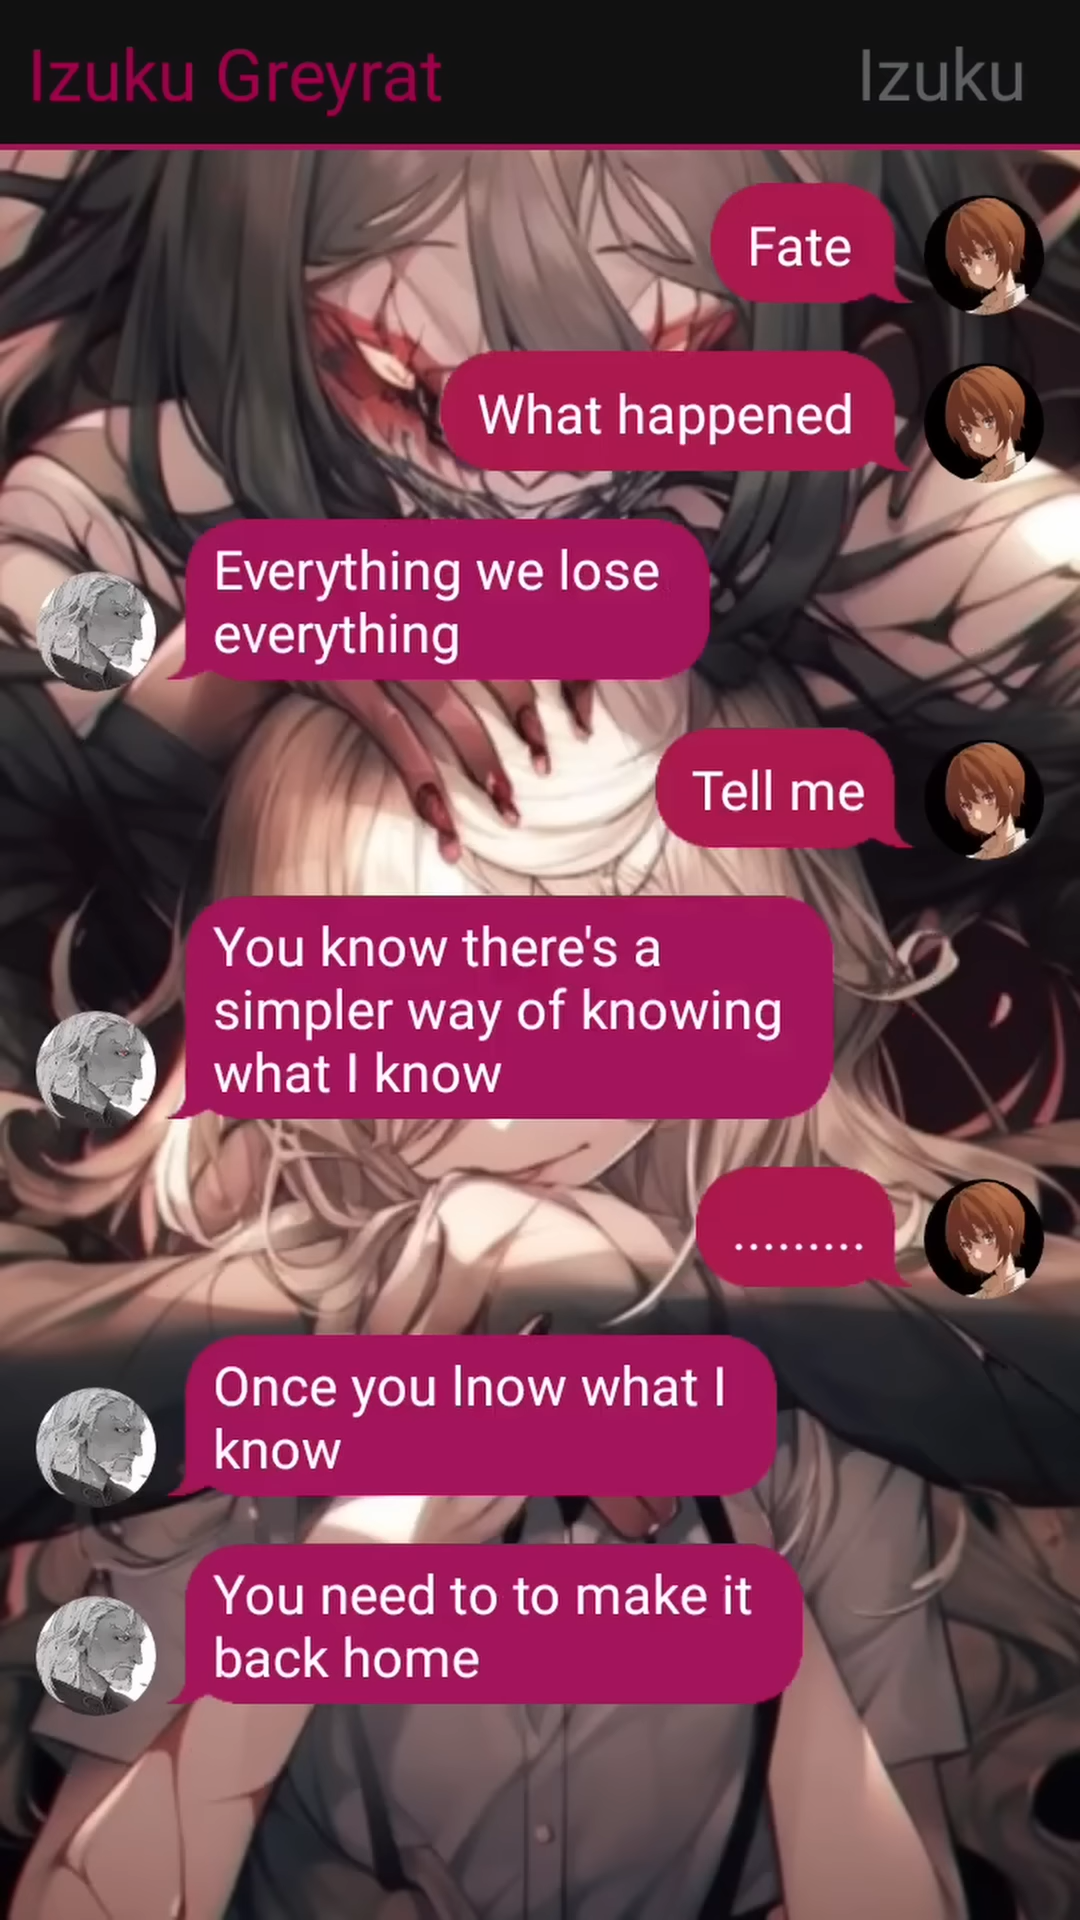 Izuku Greyrat
Izuku
Fate
What happened
Everything we lose
everything
Tell me
You know there's a
simpler way of knowing
what I know
.........
Once you lnow what I
know
You need to to make it
back home